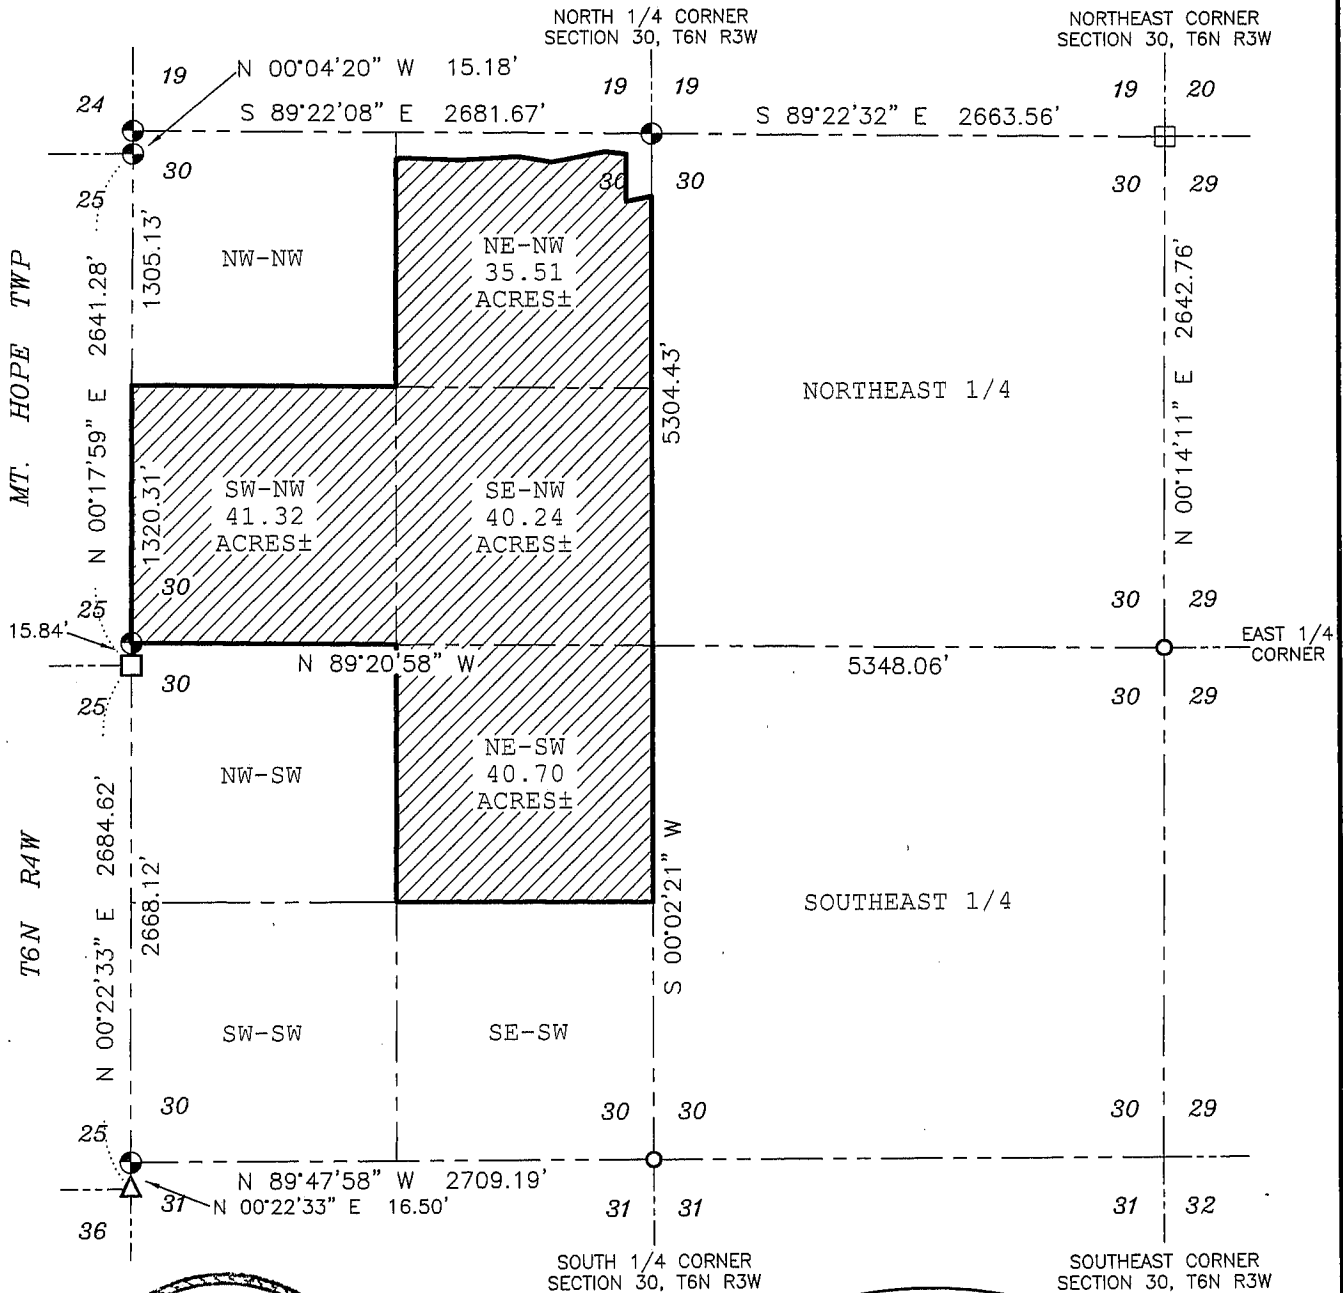 NORTH 1/4 CORNER
SECTION 30, T6N R3W
NORTHEAST CORNER
SECTION 30, T6N R3W
19
N 00°04'20" W 15.18'
24
19
19
19
20
S 89°22'08" E 2681.67'
S 89°22'32" E 2663.56'
30
25
30
30
30
29
MT. HOPE TWP
N 00°17'59" E 2641.28'
1305.13'
NW-NW
NE-NW
35.51
ACRES±
5304.43'
NORTHEAST 1/4
N 00°14'11" E 2642.76'
1320.31'
SW-NW
41.32
ACRES±
SE-NW
40.24
ACRES±
30
25
30
29
15.84'
EAST 1/4
CORNER
N 89°20'58" W
5348.06'
30
25
30
29
T6N R4W
N 00°22'33" E 2684.62'
2668.12'
NW-SW
NE-SW
40.70
ACRES±
S 00°02'21" W
SOUTHEAST 1/4
SW-SW
SE-SW
30
25
30
30
30
29
N 89°47'58" W 2709.19'
31
N 00°22'33" E 16.50'
36
31
31
31
32
SOUTH 1/4 CORNER
SECTION 30, T6N R3W
SOUTHEAST CORNER
SECTION 30, T6N R3W